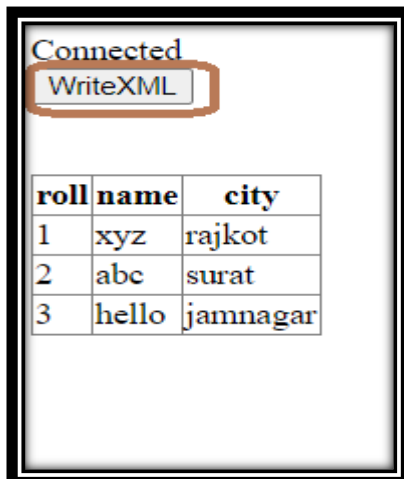 Connected
WriteXML
roll name city
1 xyz rajkot
2 abc surat
3 hello jamnagar